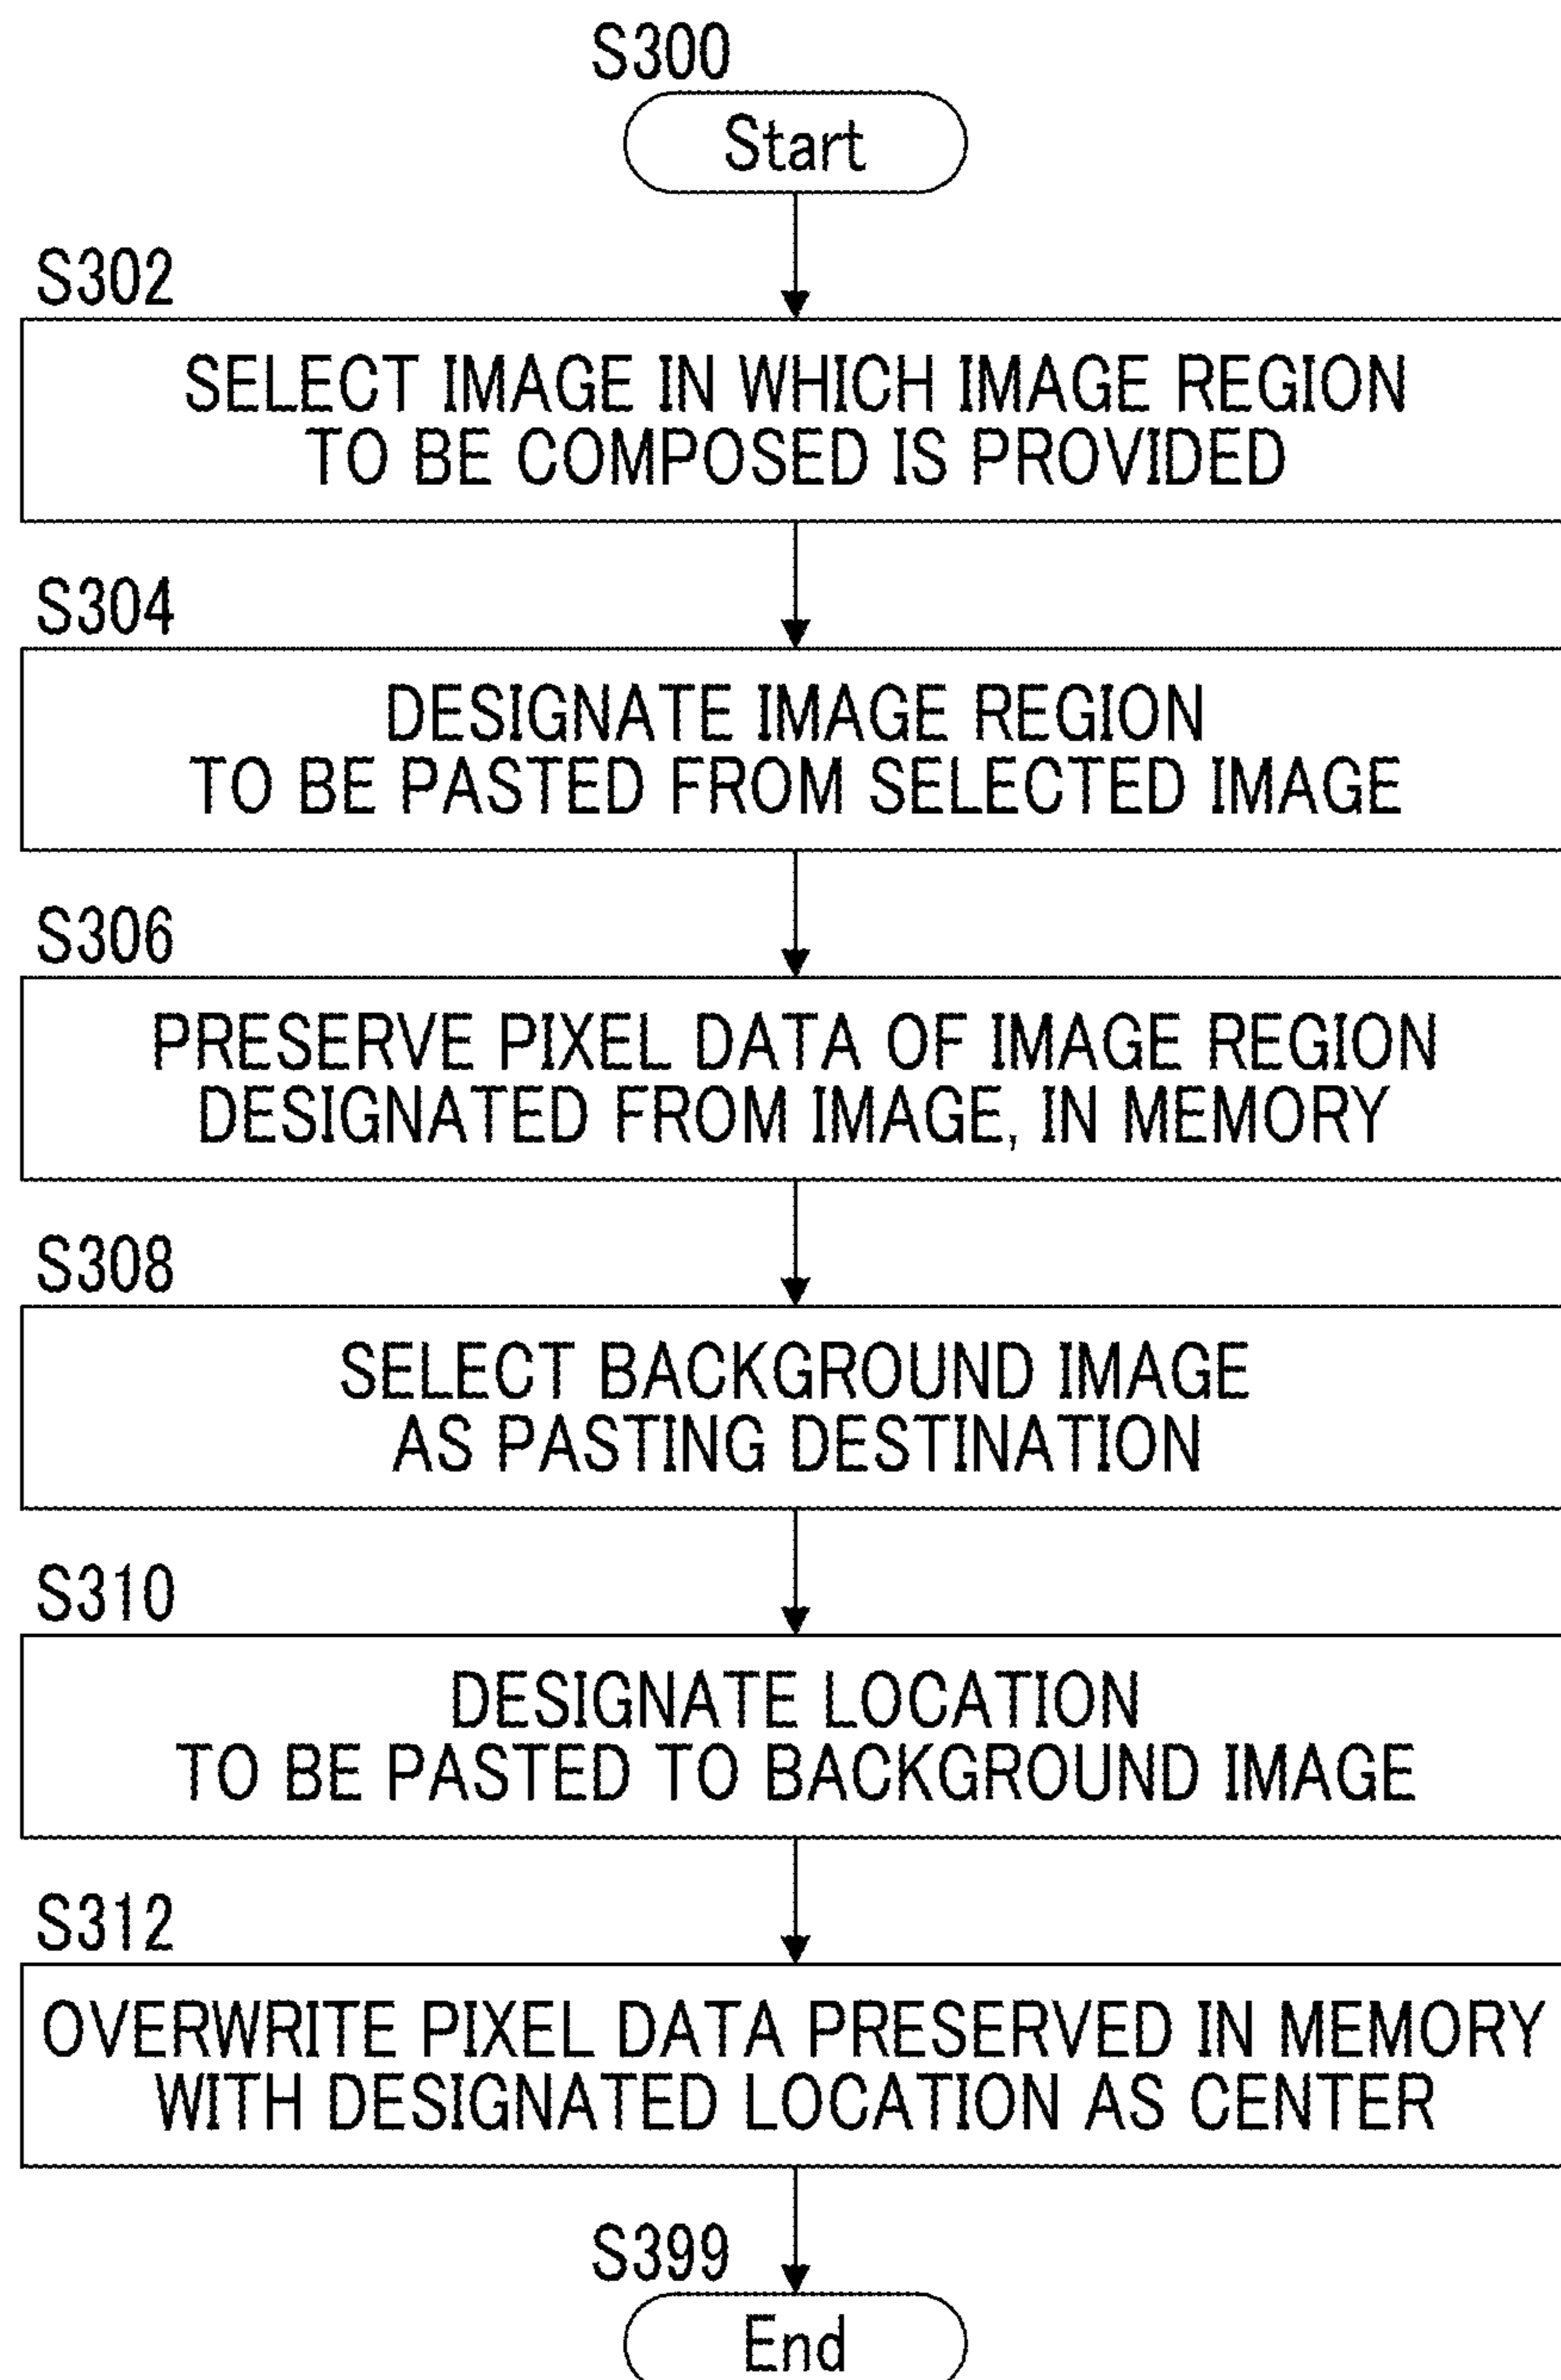 S300
Start
S302
SELECT IMAGE IN WHICH IMAGE REGION
TO BE COMPOSED IS PROVIDED
S304
DESIGNATE IMAGE REGION
TO BE PASTED FROM SELECTED IMAGE
S306
PRESERVE PIXEL DATA OF IMAGE REGION
DESIGNATED FROM IMAGE, IN MEMORY
S308
SELECT BACKGROUND IMAGE
AS PASTING DESTINATION
S310
DESIGNATE LOCATION
TO BE PASTED TO BACKGROUND IMAGE
S312
OVERWRITE PIXEL DATA PRESERVED IN MEMORY
WITH DESIGNATED LOCATION AS CENTER
S399
End